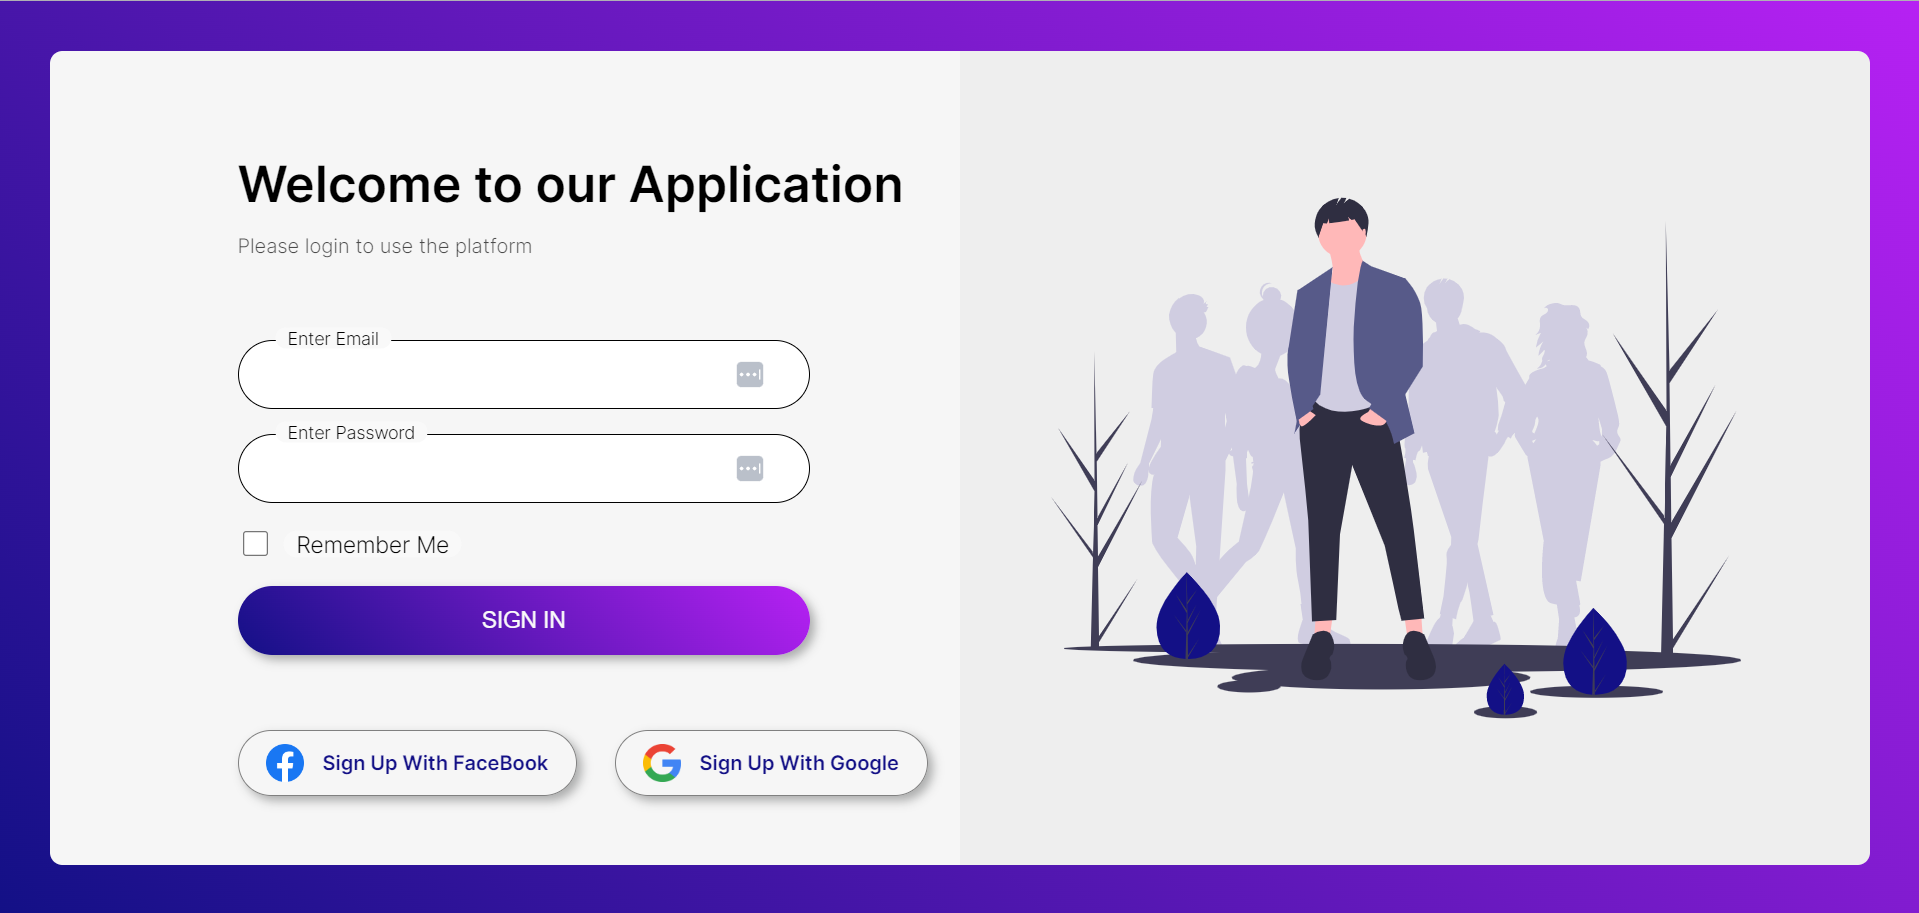 Welcome to our Application
Please login to use the platform
Enter Email
Enter Password
Remember Me
SIGN IN
Sign Up With FaceBook
Sign Up With Google